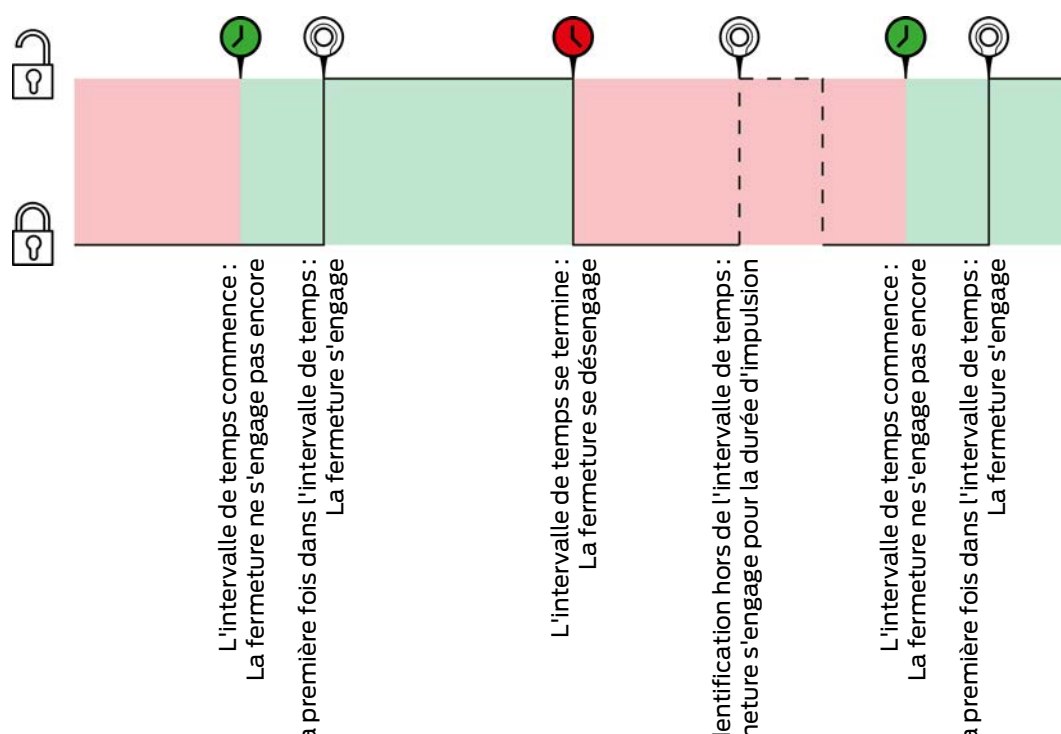 L'intervalle de temps commence :
La fermeture ne s'engage pas encore
première fois dans l'intervalle de temps :
La fermeture s'engage
L'intervalle de temps se termine :
La fermeture se désengage
hors de l'intervalle de temps :
s'engage pour la durée d'impulsion
L'intervalle de temps commence :
La fermeture ne s'engage pas encore
première fois dans l'intervalle de temps :
La fermeture s'engage